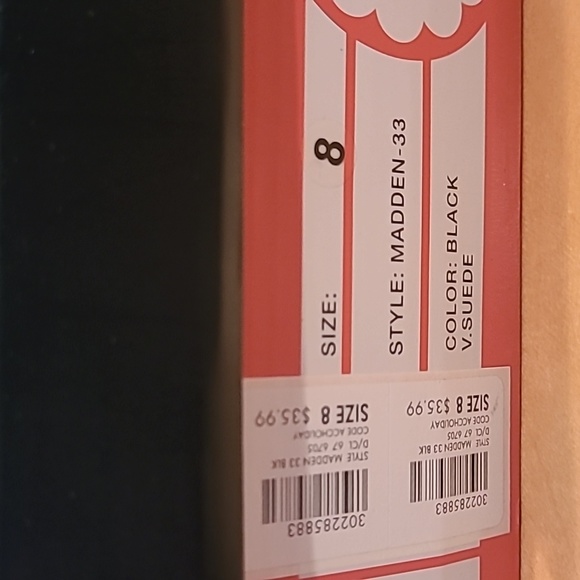 SIZE: 8
STYLE: MADDEN-33
COLOR: BLACK
V.SUEDE
302285883
STYLE MADDEN 33 BLK
D/CL 67 6705
CODE ACCHOLIDAY
SIZE 8 $35.99
302285883
STYLE MADDEN 33 BLK
D/CL 67 6705
CODE ACCHOLIDAY
SIZE 8 $35.99